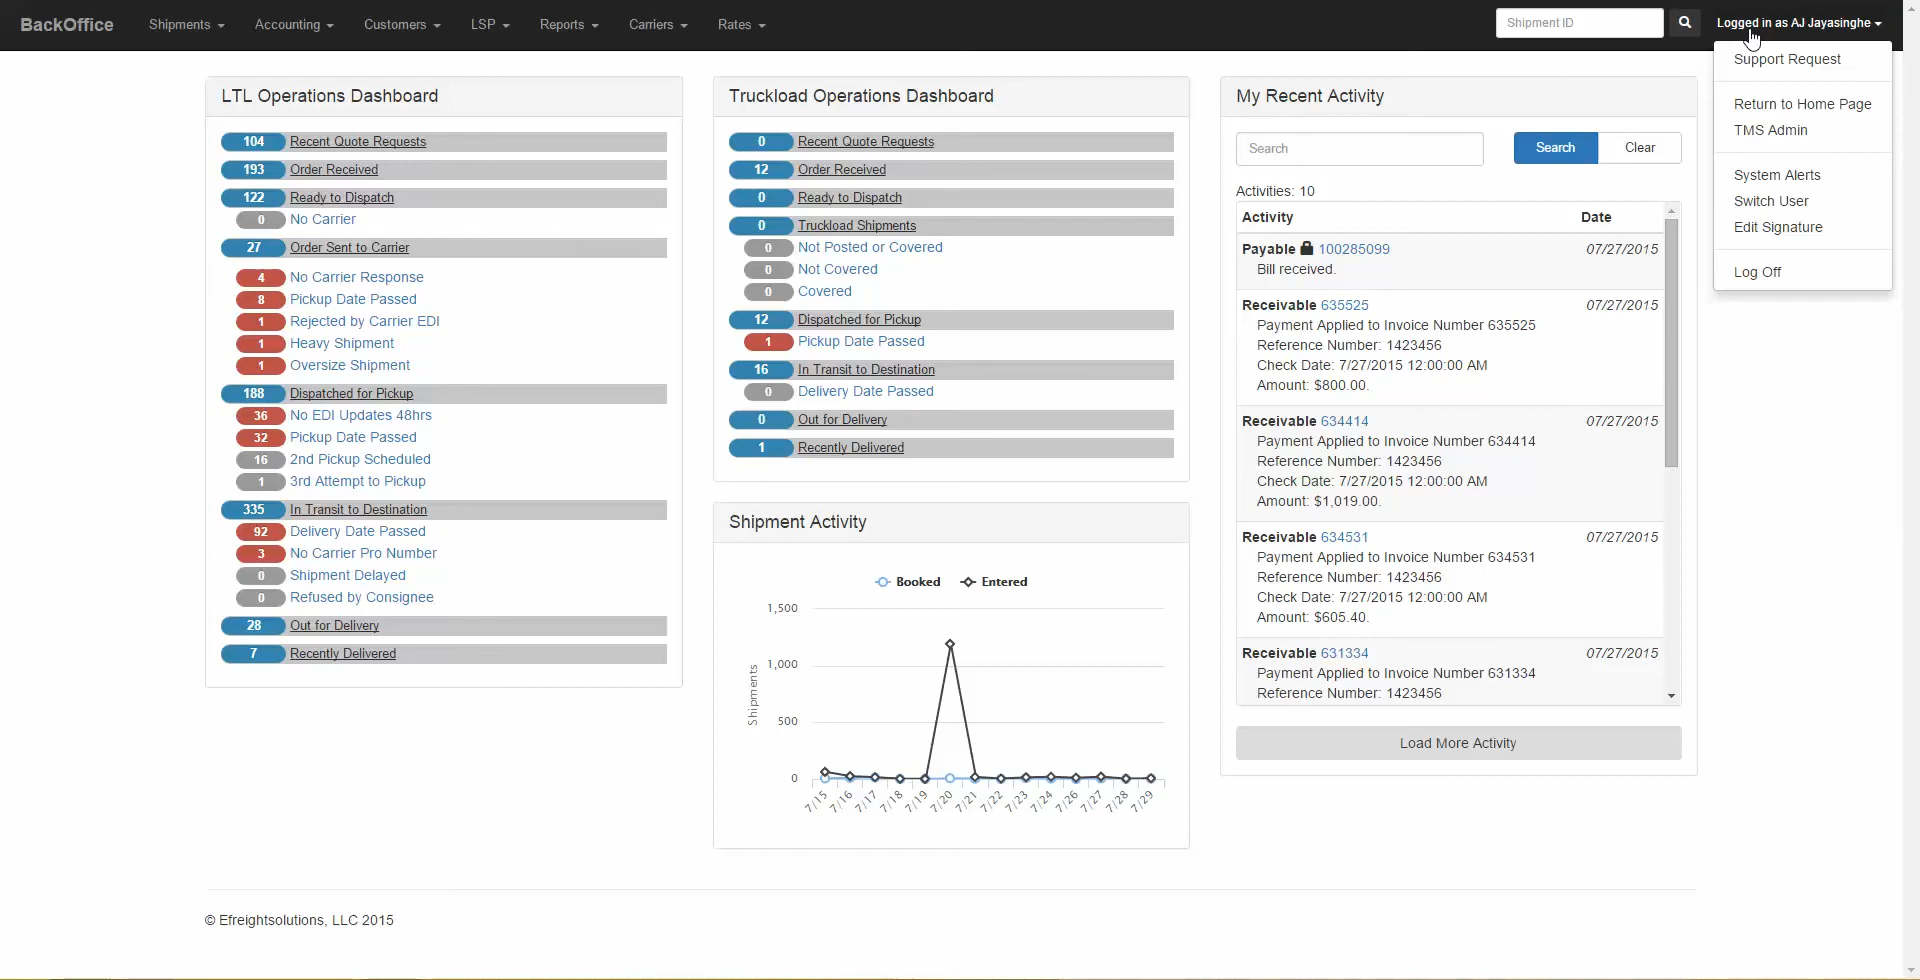 BackOffice Shipments Accounting Customers LSP Reports Carriers Rates Shipment ID Logged in as AJ Jayasinghe
Support Request
Return to Home Page
TMS Admin
System Alerts
Switch User
Edit Signature
Log Off
LTL Operations Dashboard
104 Recent Quote Requests
193 Order Received
122 Ready to Dispatch
0 No Carrier
27 Order Sent to Carrier
4 No Carrier Response
8 Pickup Date Passed
1 Rejected by Carrier EDI
1 Heavy Shipment
1 Oversize Shipment
188 Dispatched for Pickup
36 No EDI Updates 48hrs
32 Pickup Date Passed
16 2nd Pickup Scheduled
1 3rd Attempt to Pickup
335 In Transit to Destination
92 Delivery Date Passed
3 No Carrier Pro Number
0 Shipment Delayed
0 Refused by Consignee
28 Out for Delivery
7 Recently Delivered
Truckload Operations Dashboard
0 Recent Quote Requests
12 Order Received
0 Ready to Dispatch
0 Truckload Shipments
0 Not Posted or Covered
0 Not Covered
0 Covered
12 Dispatched for Pickup
1 Pickup Date Passed
16 In Transit to Destination
0 Delivery Date Passed
0 Out for Delivery
1 Recently Delivered
Shipment Activity
Booked Entered
1,500
1,000
500
0
Shipments
7/15 7/16 7/17 7/18 7/19 7/20 7/21 7/22 7/23 7/24 7/26 7/27 7/28 7/29
My Recent Activity
Search Search Clear
Activities: 10
Activity Date
Payable 100285099 07/27/2015
Bill received.
Receivable 635525 07/27/2015
Payment Applied to Invoice Number 635525
Reference Number: 1423456
Check Date: 7/27/2015 12:00:00 AM
Amount: $800.00.
Receivable 634414 07/27/2015
Payment Applied to Invoice Number 634414
Reference Number: 1423456
Check Date: 7/27/2015 12:00:00 AM
Amount: $1,019.00.
Receivable 634531 07/27/2015
Payment Applied to Invoice Number 634531
Reference Number: 1423456
Check Date: 7/27/2015 12:00:00 AM
Amount: $605.40.
Receivable 631334 07/27/2015
Payment Applied to Invoice Number 631334
Reference Number: 1423456
Load More Activity
© Efreightsolutions, LLC 2015